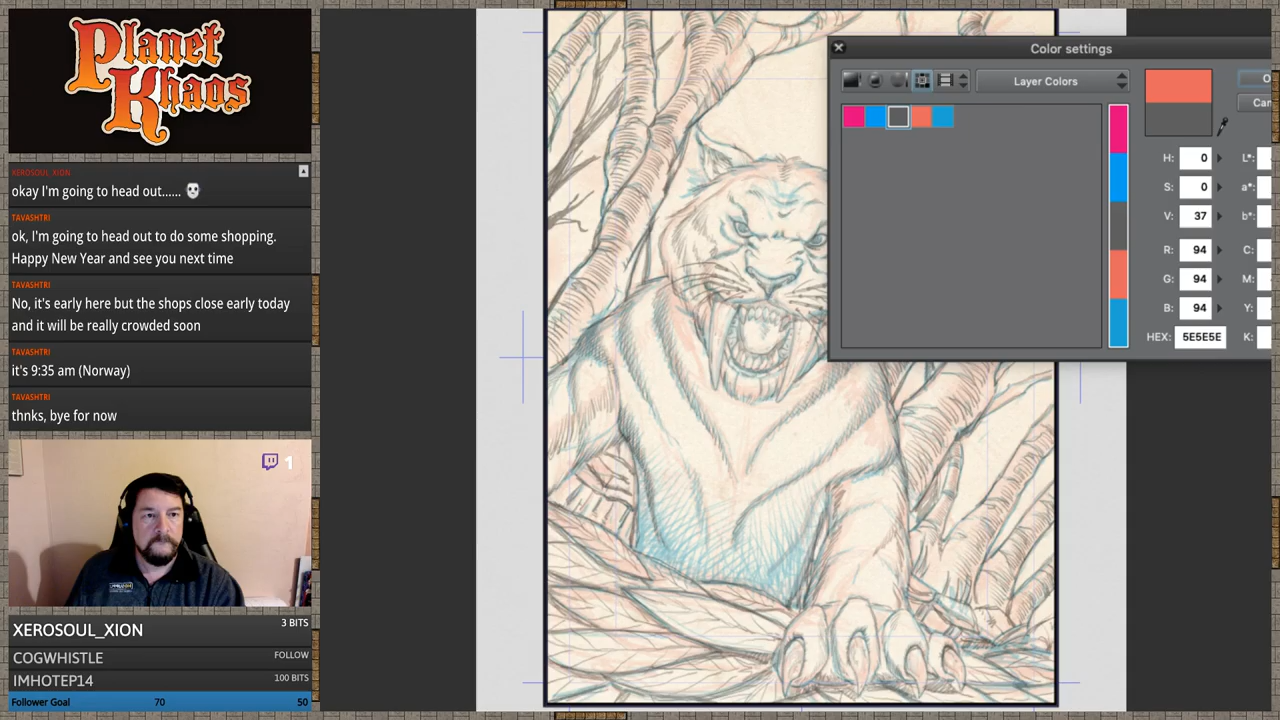 Planet
Khaos
XEROSOUL_XION
okay I'm going to head out......
TAVASHTRI
ok, I'm going to head out to do some shopping.
Happy New Year and see you next time
TAVASHTRI
No, it's early here but the shops close early today
and it will be really crowded soon
TAVASHTRI
it's 9:35 am (Norway)
TAVASHTRI
thnks, bye for now
1
XEROSOUL_XION 3 BITS
COGWHISTLE FOLLOW
IMHOTEP14 100 BITS
Follower Goal 70 50
Color settings
Layer Colors
O
Can
H: 0 L*:
S: 0 a*:
V: 37 b*:
R: 94 C:
G: 94 M:
B: 94 Y:
HEX: 5E5E5E K: